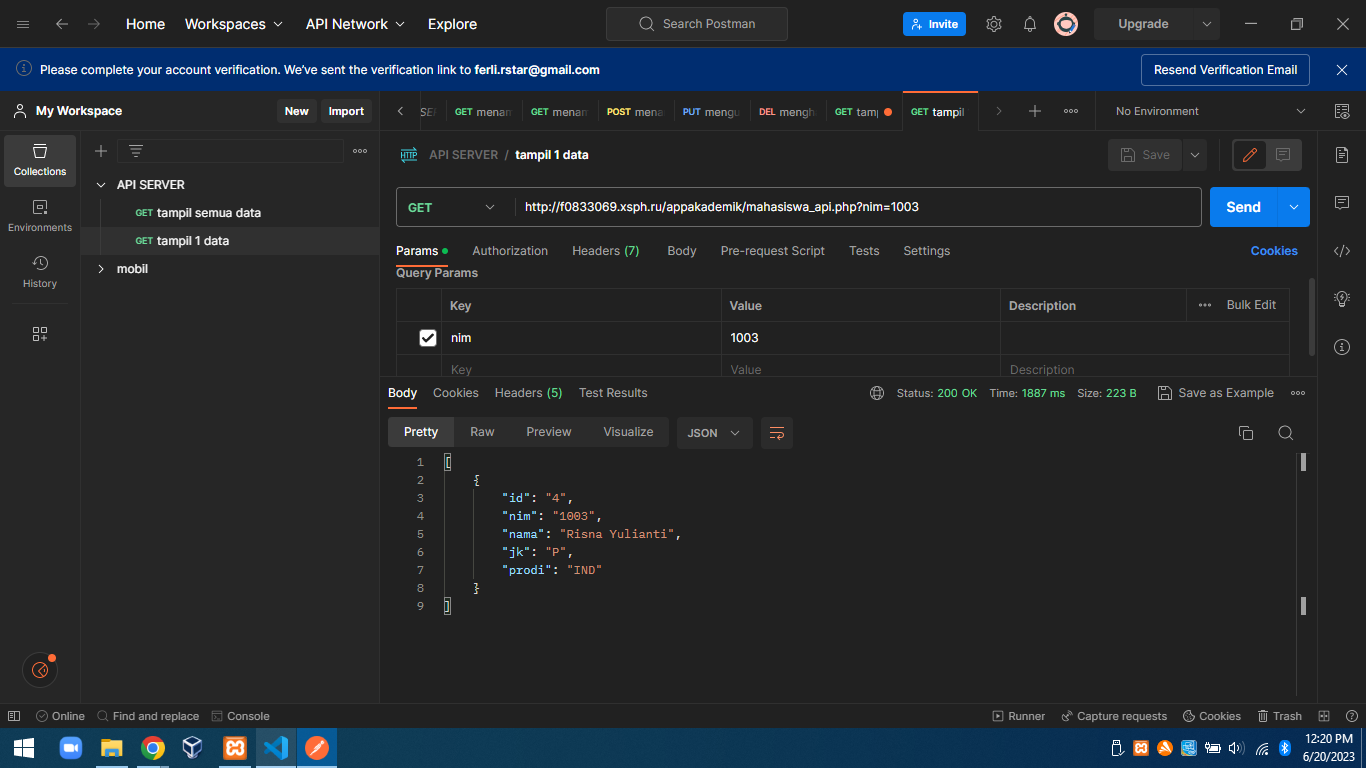 Home Workspaces API Network Explore Search Postman Invite Upgrade
Please complete your account verification. We've sent the verification link to ferli.rstar@gmail.com Resend Verification Email
My Workspace New Import
GET menam GET menam POST mena PUT mengu DEL mengh GET tamp GET tampil No Environment
Collections
Environments
History
API SERVER
GET tampil semua data
GET tampil 1 data
mobil
HTTP API SERVER / tampil 1 data Save
GET http://f0833069.xsph.ru/appakademik/mahasiswa_api.php?nim=1003 Send
Params Authorization Headers (7) Body Pre-request Script Tests Settings Cookies
Query Params
Key Value Description Bulk Edit
nim 1003
Key Value Description
Body Cookies Headers (5) Test Results Status: 200 OK Time: 1887 ms Size: 223 B Save as Example
Pretty Raw Preview Visualize JSON
1 [
2 {
3 "id": "4",
4 "nim": "1003",
5 "nama": "Risna Yulianti",
6 "jk": "P",
7 "prodi": "IND"
8 }
9 ]
Online Find and replace Console Runner Capture requests Cookies Trash
12:20 PM
6/20/2023